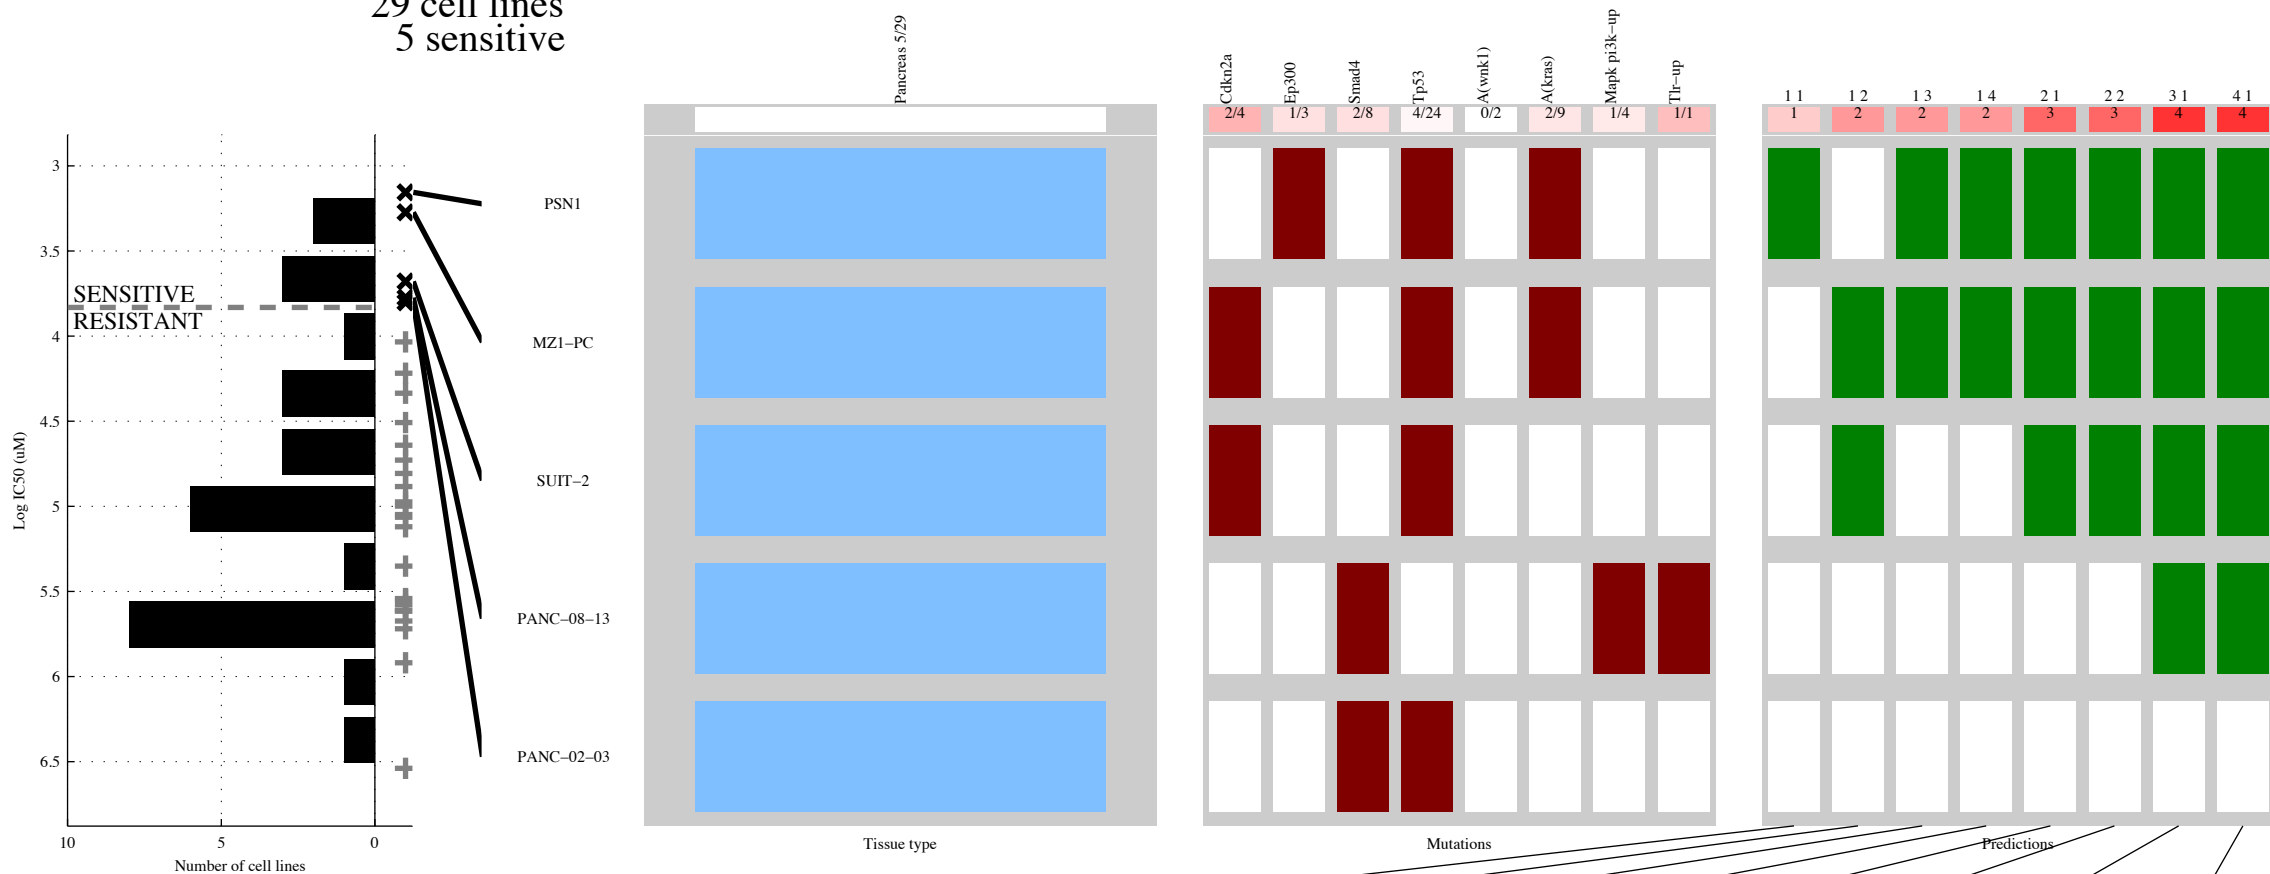 29 cell lines
5 sensitive
Pancreas 5/29
Cdkn2a
Ep300
Smad4
Tp53
A(wnk1)
A(kras)
Mapk pi3k–up
Tlr–up
2/4 1/3 2/8 4/24 0/2 2/9 1/4 1/1
1 1 1 2 1 3 1 4 2 1 2 2 3 1 4 1
1 2 2 2 3 3 4 4
3
3.5
4
4.5
5
5.5
6
6.5
Log IC50 (uM)
SENSITIVE
RESISTANT
10 5 0
Number of cell lines
PSN1
MZ1–PC
SUIT–2
PANC–08–13
PANC–02–03
Tissue type
Mutations
Predictions